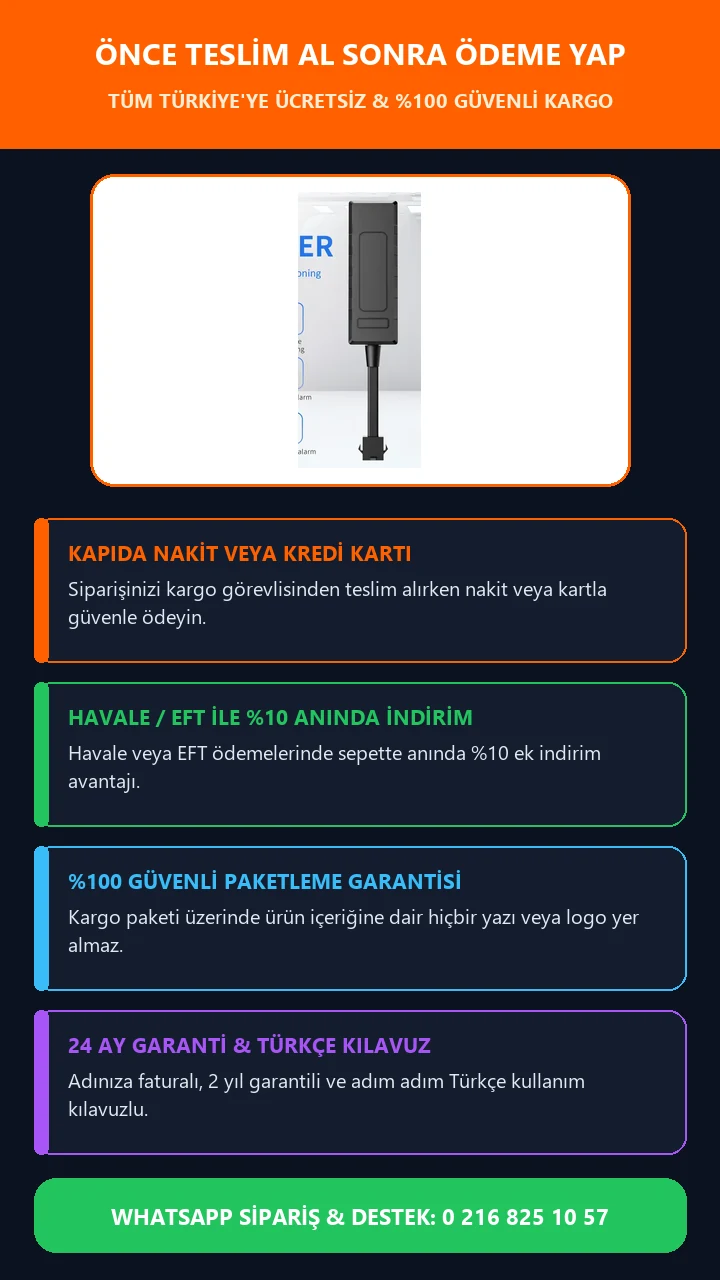 ÖNCE TESLİM AL SONRA ÖDEME YAP
TÜM TÜRKİYE'YE ÜCRETSİZ & %100 GÜVENLİ KARGO
ER
oning
e
ng
larm
alarm
KAPIDA NAKİT VEYA KREDİ KARTI
Siparişinizi kargo görevlisinden teslim alırken nakit veya kartla
güvenle ödeyin.
HAVALE / EFT İLE %10 ANINDA İNDİRİM
Havale veya EFT ödemelerinde sepette anında %10 ek indirim
avantajı.
%100 GÜVENLİ PAKETLEME GARANTİSİ
Kargo paketi üzerinde ürün içeriğine dair hiçbir yazı veya logo yer
almaz.
24 AY GARANTİ & TÜRKÇE KILAVUZ
Adınıza faturalı, 2 yıl garantili ve adım adım Türkçe kullanım
kılavuzlu.
WHATSAPP SİPARİŞ & DESTEK: 0 216 825 10 57